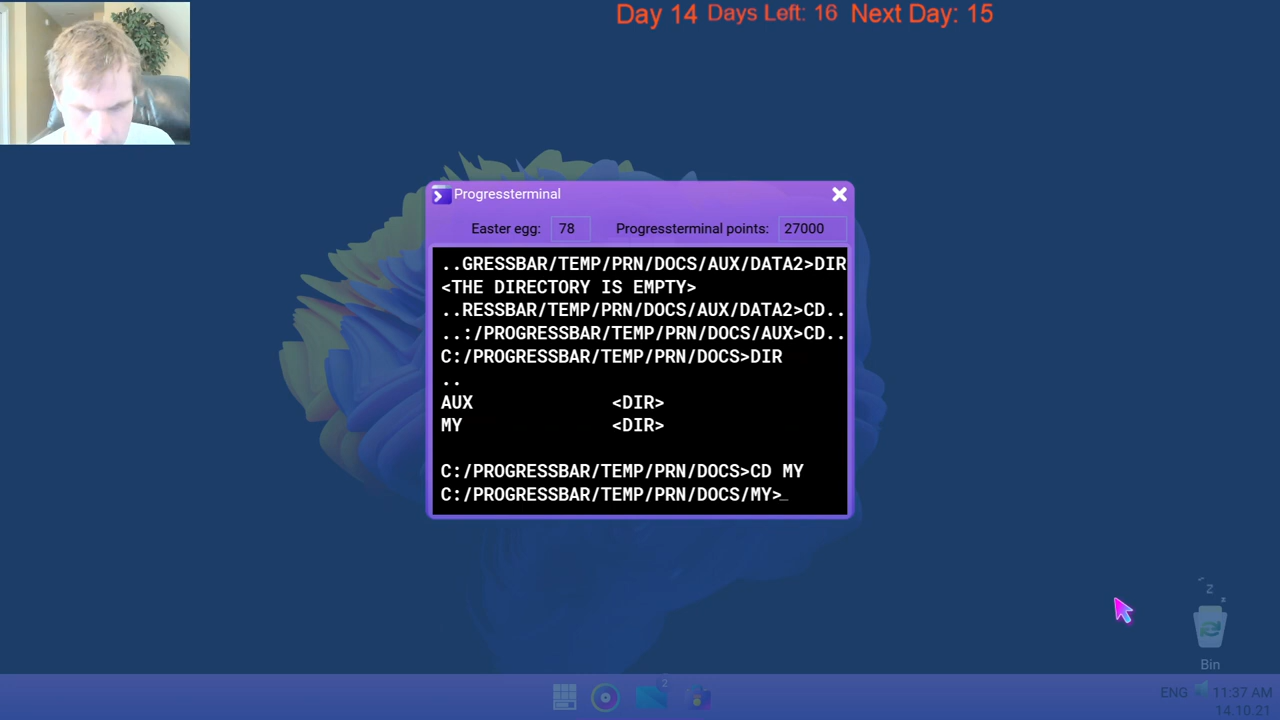 Day 14 Days Left: 16 Next Day: 15
Progressterminal
Easter egg: 78 Progressterminal points: 27000
..GRESSBAR/TEMP/PRN/DOCS/AUX/DATA2>DIR
<THE DIRECTORY IS EMPTY>
..RESSBAR/TEMP/PRN/DOCS/AUX/DATA2>CD..
..:/PROGRESSBAR/TEMP/PRN/DOCS/AUX>CD..
C:/PROGRESSBAR/TEMP/PRN/DOCS>DIR
..
AUX <DIR>
MY <DIR>
C:/PROGRESSBAR/TEMP/PRN/DOCS>CD MY
C:/PROGRESSBAR/TEMP/PRN/DOCS/MY>_
z
Bin
2
ENG 11:37 AM
14.10.21